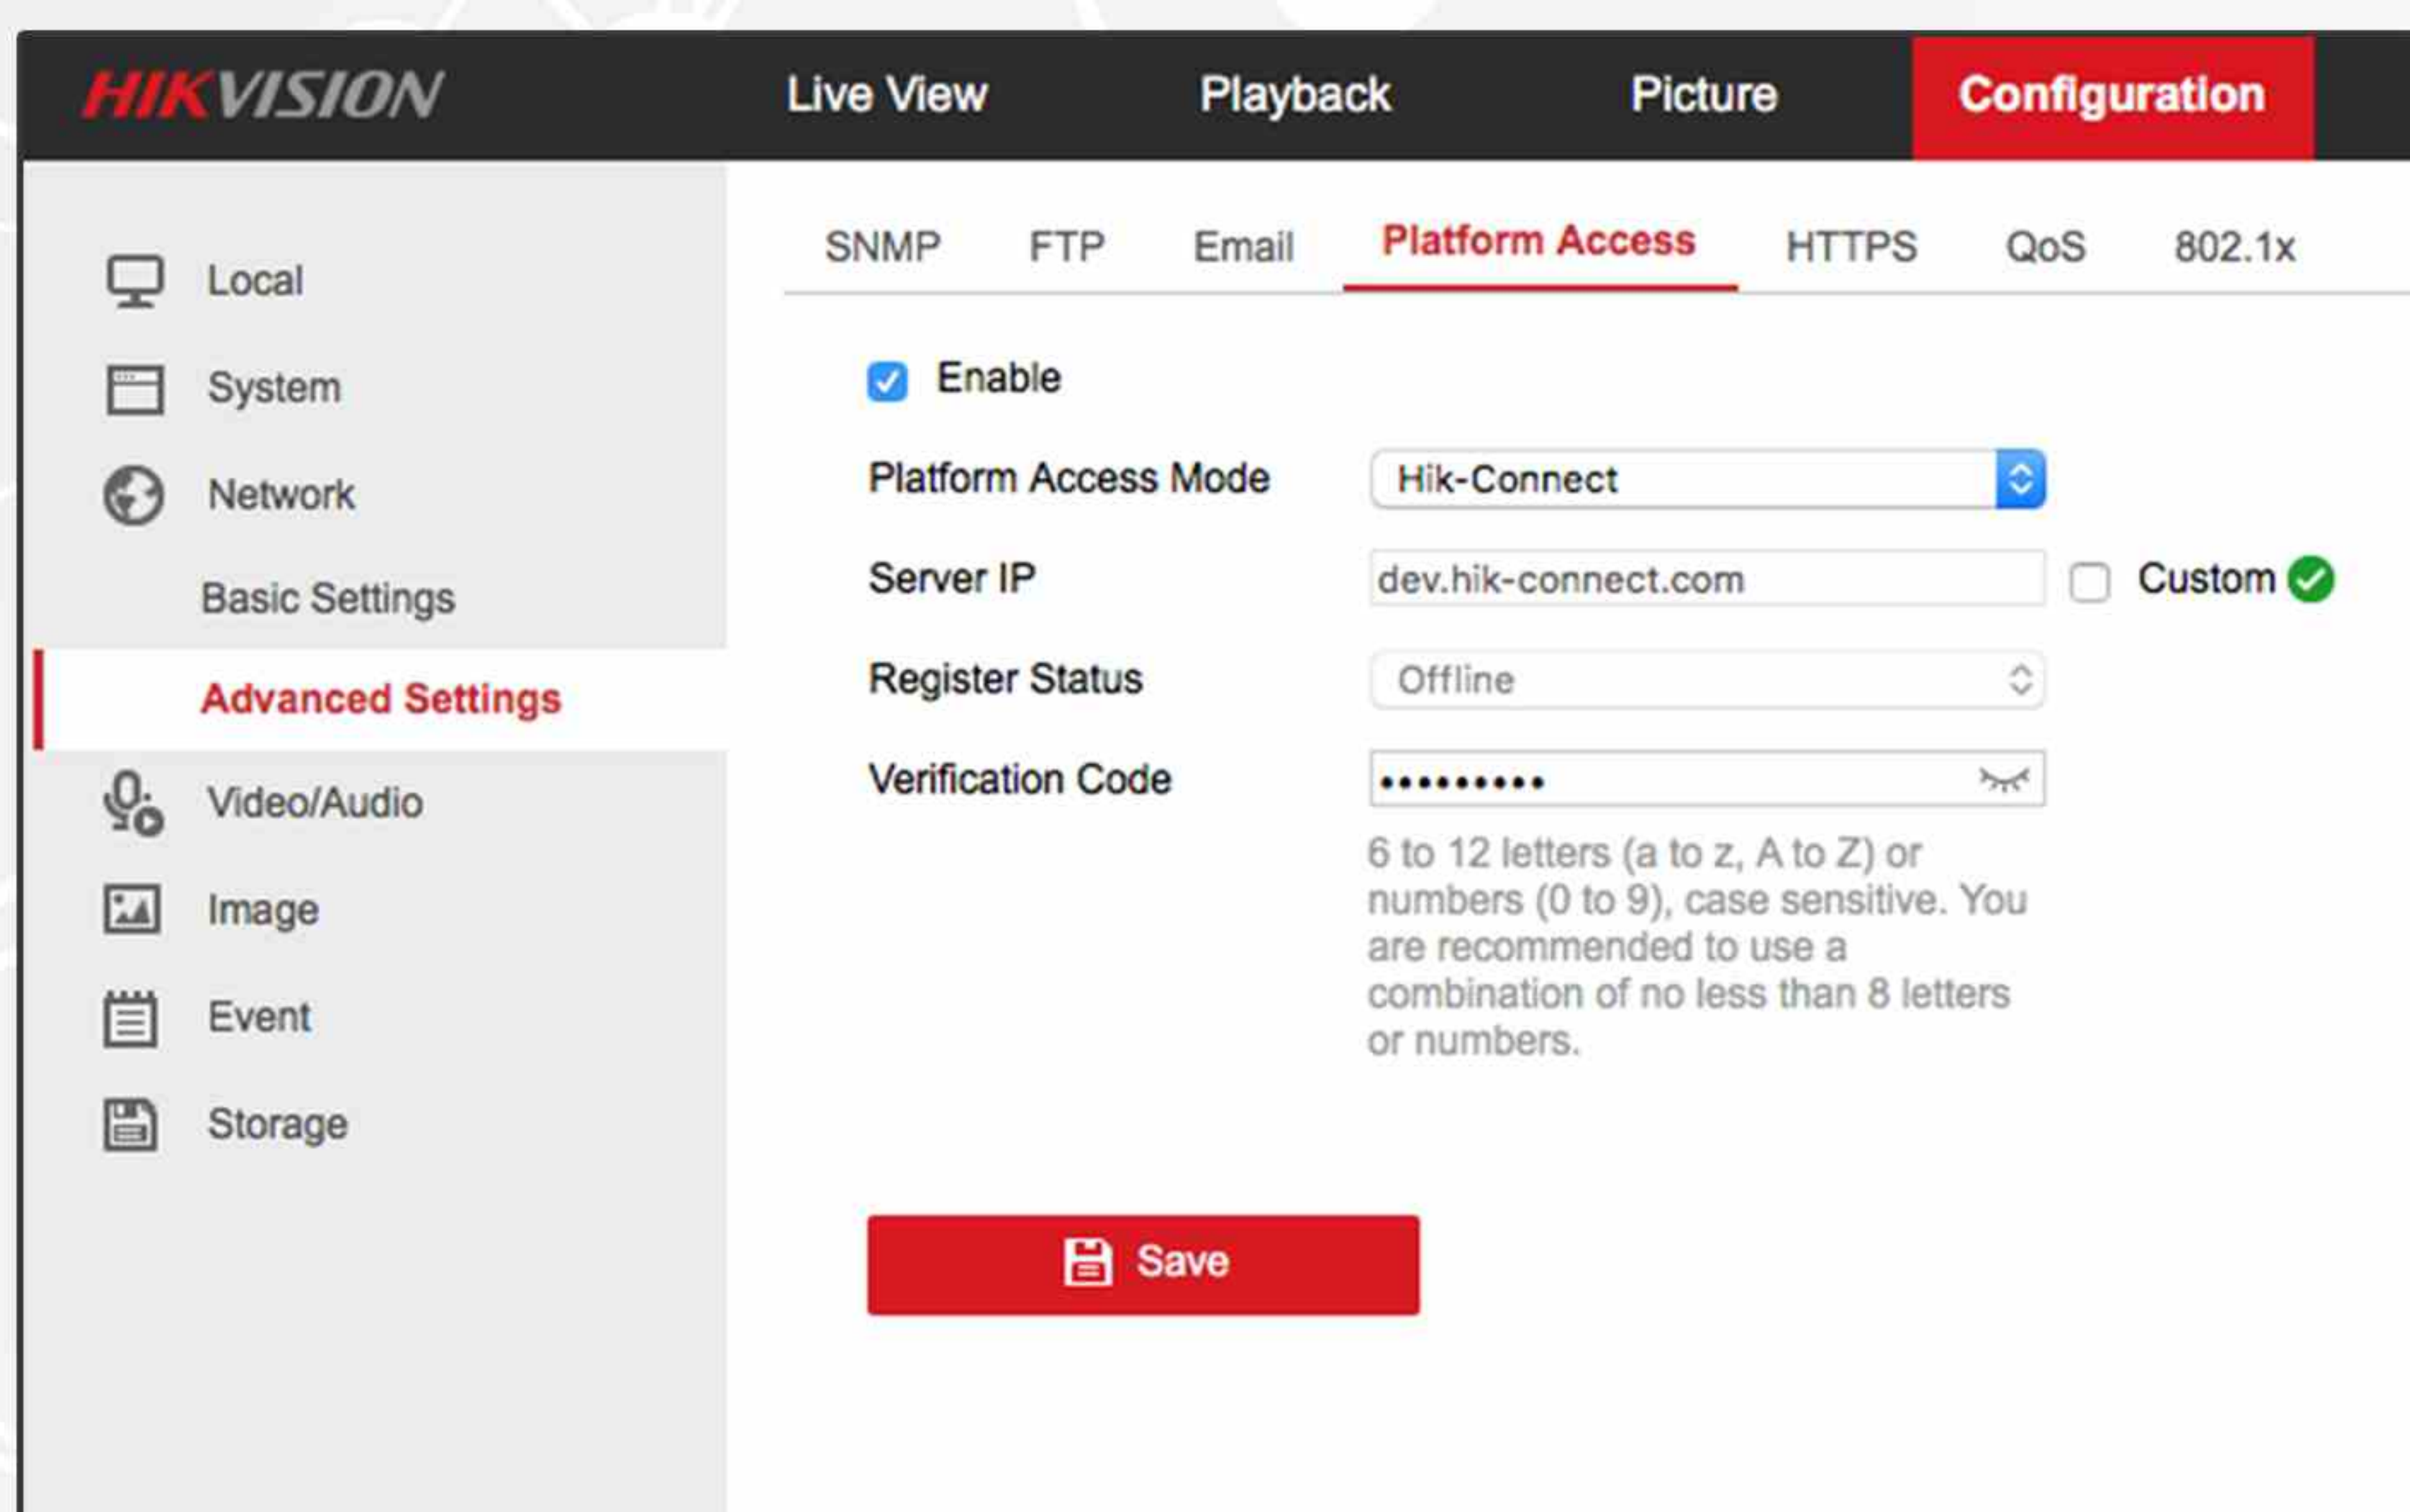 HIKVISION
Live View
Playback
Picture
Configuration
SNMP
FTP
Email
Platform Access
HTTPS
QoS
802.1x
Local
System
Network
Basic Settings
Advanced Settings
Video/Audio
Image
Event
Storage
Enable
Platform Access Mode
Hik-Connect
Server IP
dev.hik-connect.com
Custom
Register Status
Offline
Verification Code
•••••••••
6 to 12 letters (a to z, A to Z) or
numbers (0 to 9), case sensitive. You
are recommended to use a
combination of no less than 8 letters
or numbers.
Save